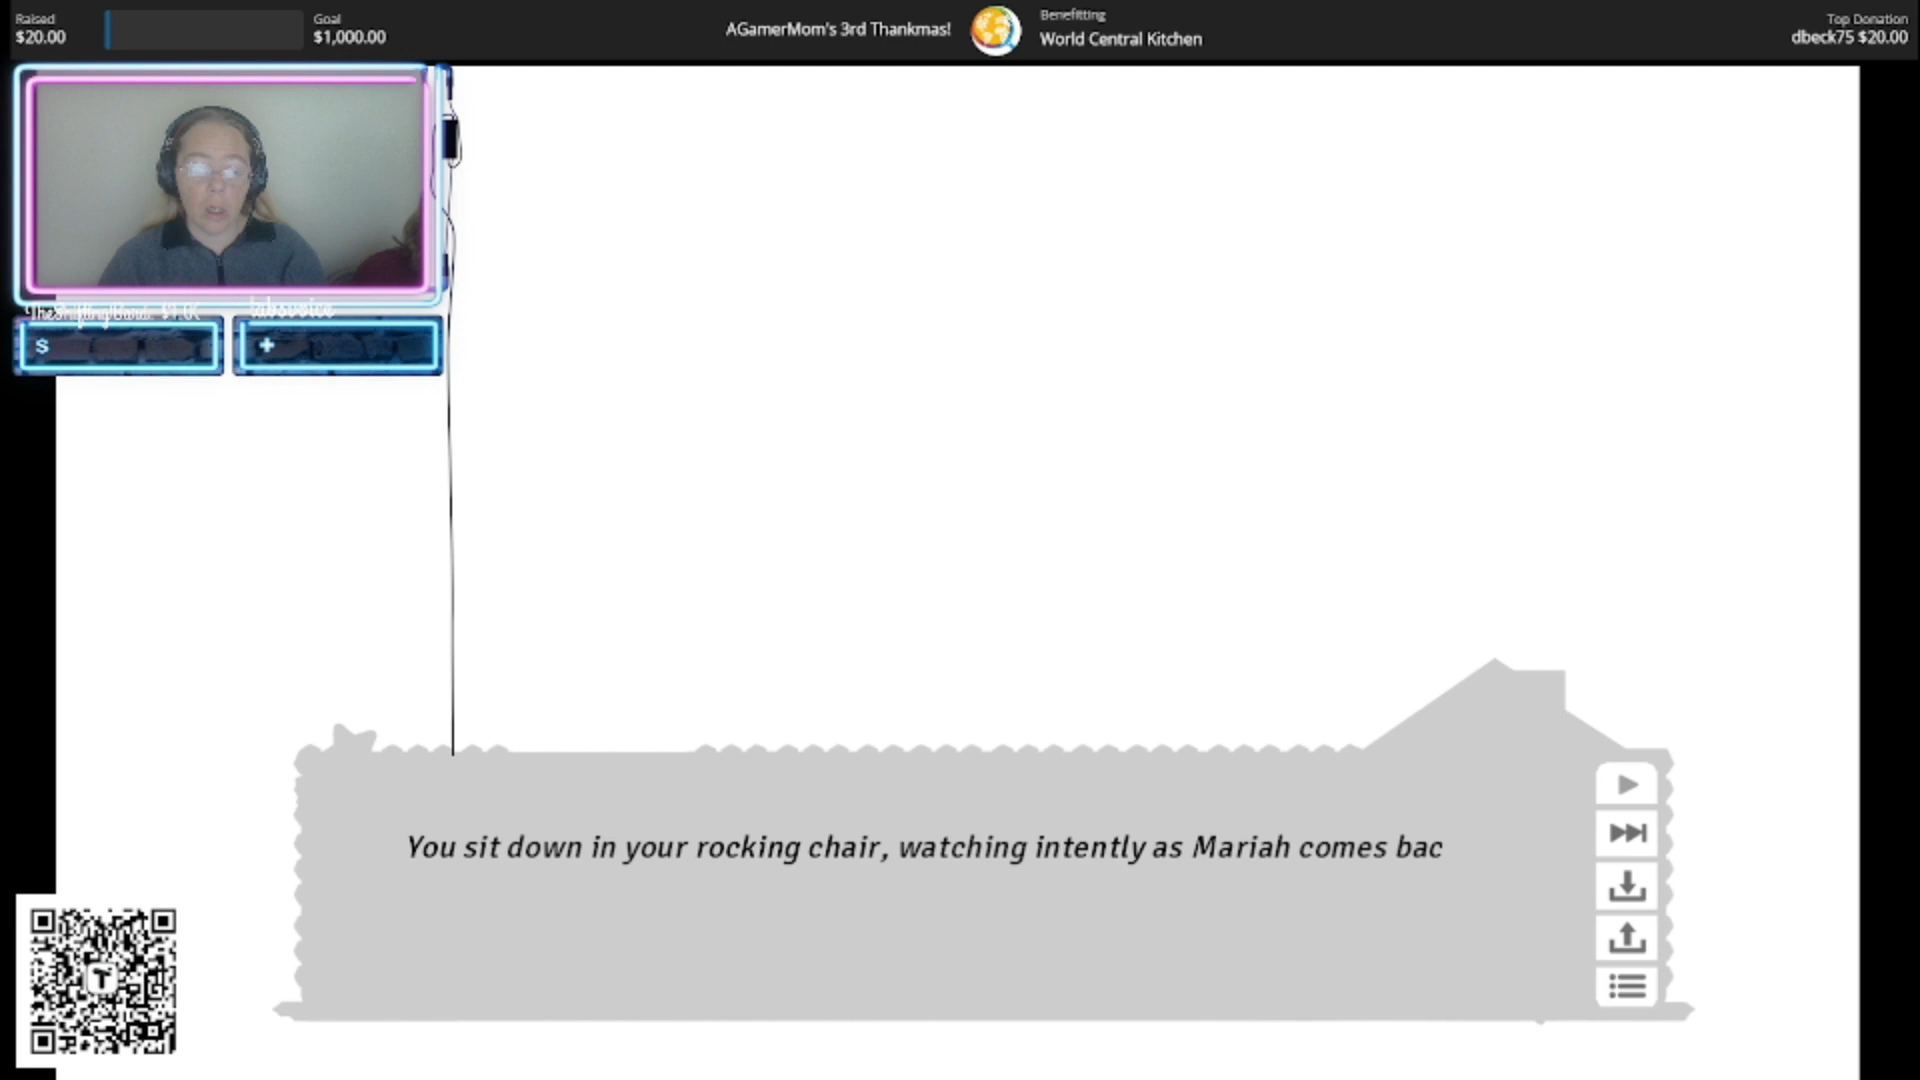 Raised
$20.00
Goal
$1,000.00
AGamerMom's 3rd Thankmas!
Benefitting
World Central Kitchen
Top Donation
dbeck75 $20.00
$
+
You sit down in your rocking chair, watching intently as Mariah comes bac
T